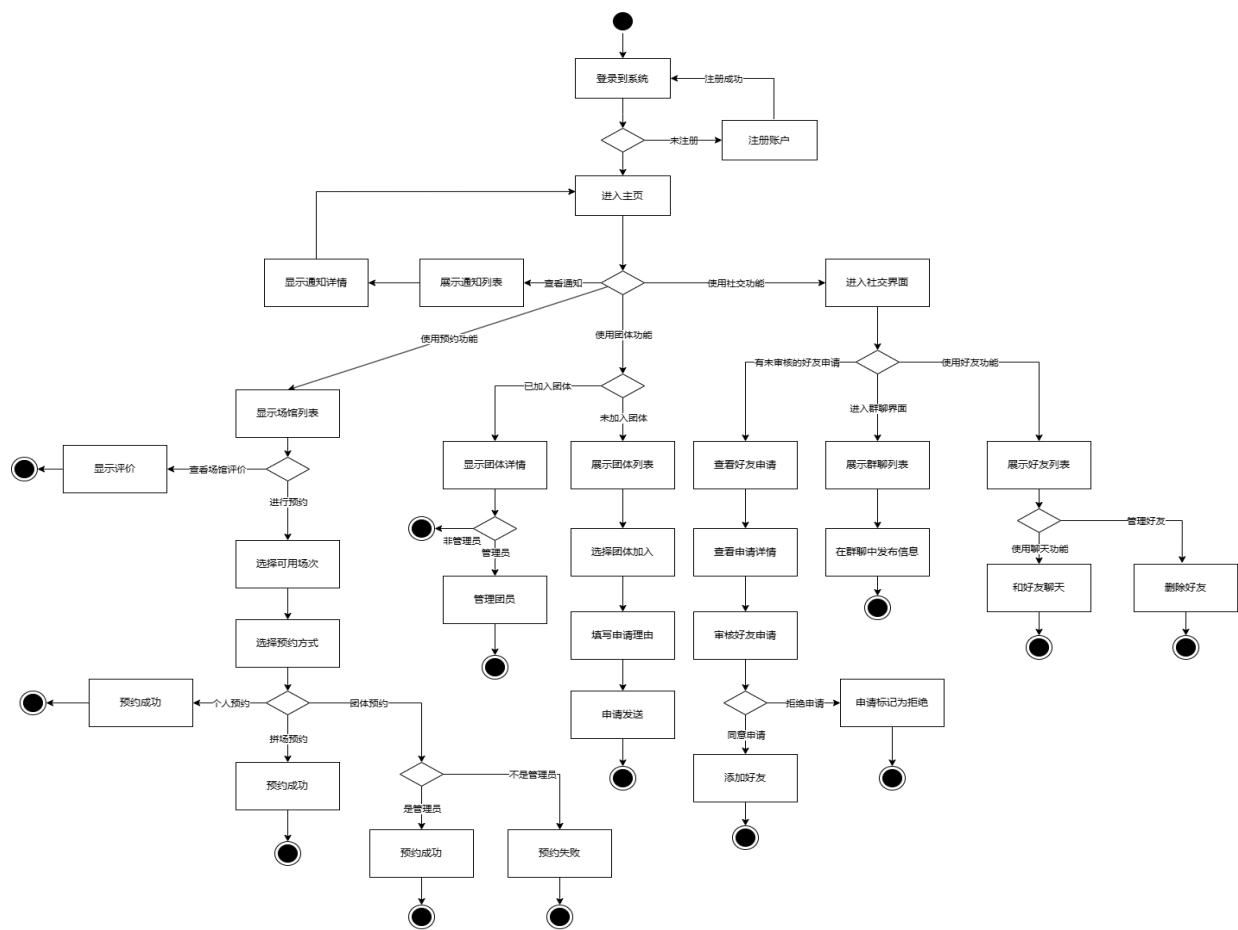 登录到系统
注册成功
未注册
注册账户
进入主页
显示通知详情
展示通知列表
查看通知
使用社交功能
进入社交界面
使用预约功能
使用团体功能
有未审核的好友申请
使用好友功能
已加入团体
显示场馆列表
进入群聊界面
未加入团体
显示评价
查看场馆评价
显示团体详情
展示团体列表
查看好友申请
展示群聊列表
展示好友列表
进行预约
管理好友
非管理员
管理员
使用聊天功能
选择可用场次
选择团体加入
查看申请详情
在群聊中发布信息
和好友聊天
删除好友
管理团员
选择预约方式
填写申请理由
审核好友申请
预约成功
个人预约
团体预约
拒绝申请
申请标记为拒绝
申请发送
拼场预约
同意申请
不是管理员
添加好友
预约成功
是管理员
预约成功
预约失败